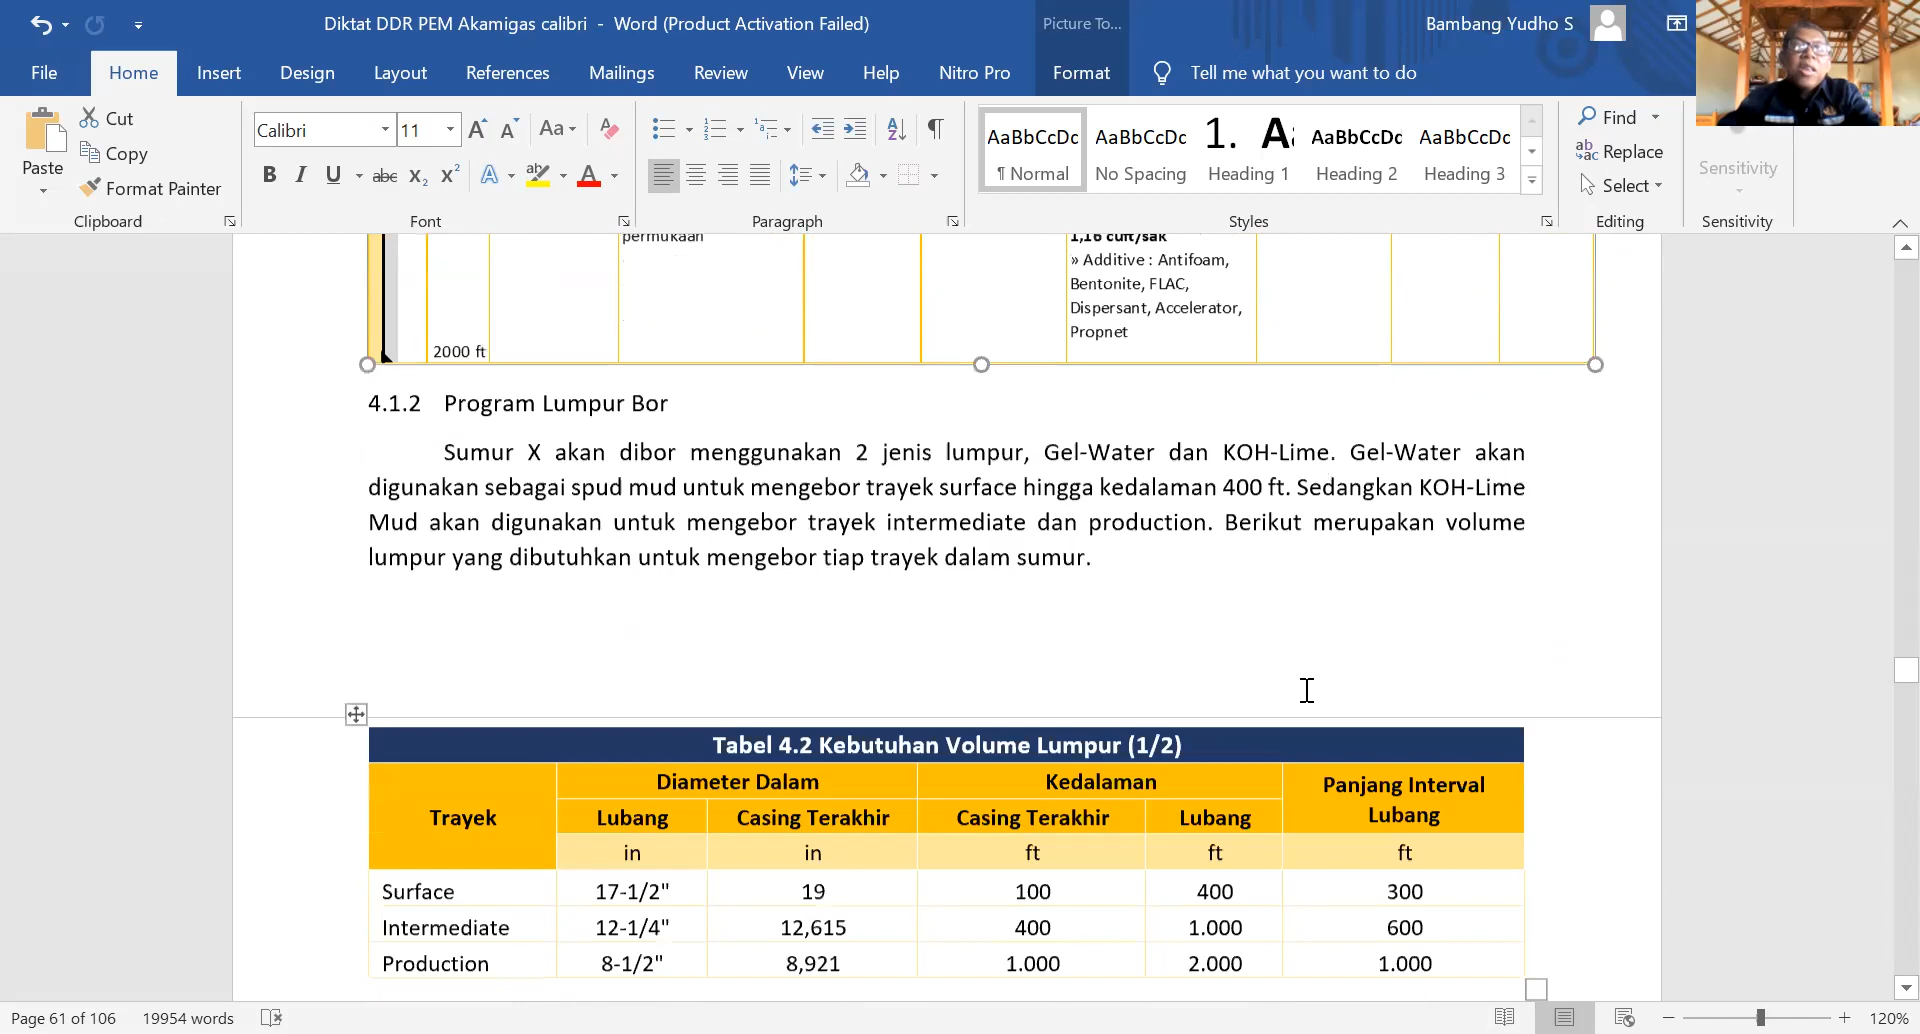 Diktat DDR PEM Akamigas calibri - Word (Product Activation Failed)
Picture To...
Bambang Yudho S
File Home Insert Design Layout References Mailings Review View Help Nitro Pro Format Tell me what you want to do
Paste
Cut
Copy
Format Painter
Clipboard
Calibri 11
Font
Paragraph
AaBbCcDc AaBbCcDc 1. A AaBbCcDc AaBbCcDc
¶ Normal No Spacing Heading 1 Heading 2 Heading 3
Styles
Find
Replace
Select
Editing
Sensitivity
Sensitivity
permukaan
1,16 cuft/sak
» Additive : Antifoam,
Bentonite, FLAC,
Dispersant, Accelerator,
Propnet
2000 ft
4.1.2 Program Lumpur Bor
Sumur X akan dibor menggunakan 2 jenis lumpur, Gel-Water dan KOH-Lime. Gel-Water akan
digunakan sebagai spud mud untuk mengebor trayek surface hingga kedalaman 400 ft. Sedangkan KOH-Lime
Mud akan digunakan untuk mengebor trayek intermediate dan production. Berikut merupakan volume
lumpur yang dibutuhkan untuk mengebor tiap trayek dalam sumur.
Tabel 4.2 Kebutuhan Volume Lumpur (1/2)
Trayek Diameter Dalam Kedalaman Panjang Interval Lubang
Lubang Casing Terakhir Casing Terakhir Lubang
in in ft ft ft
Surface 17-1/2" 19 100 400 300
Intermediate 12-1/4" 12,615 400 1.000 600
Production 8-1/2" 8,921 1.000 2.000 1.000
Page 61 of 106 19954 words 120%